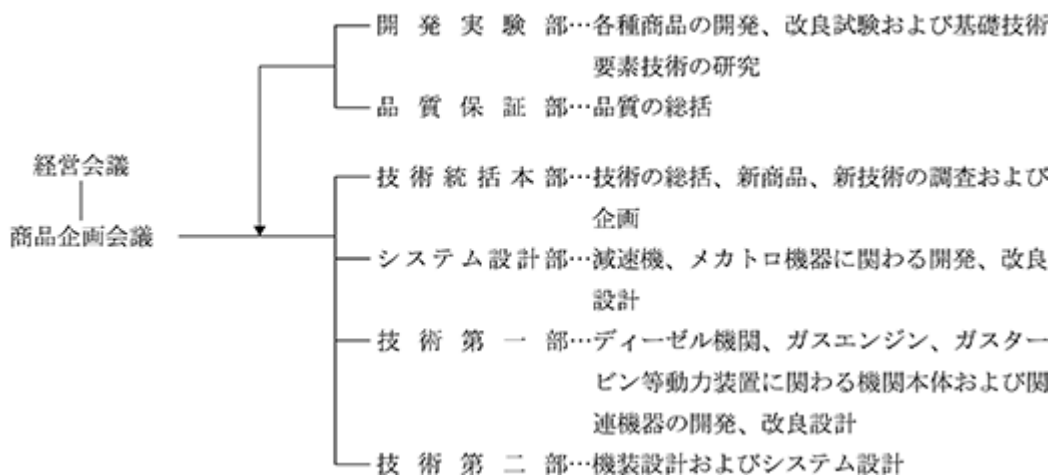 開発実験部…各種商品の開発、改良試験および基礎技術
要素技術の研究
品質保証部…品質の総括
経営会議
商品企画会議
技術統括本部…技術の総括、新商品、新技術の調査および
企画
システム設計部…減速機、メカトロ機器に関わる開発、改良
設計
技術第一部…ディーゼル機関、ガスエンジン、ガスター
ビン等動力装置に関わる機関本体および関
連機器の開発、改良設計
技術第二部…機装設計およびシステム設計